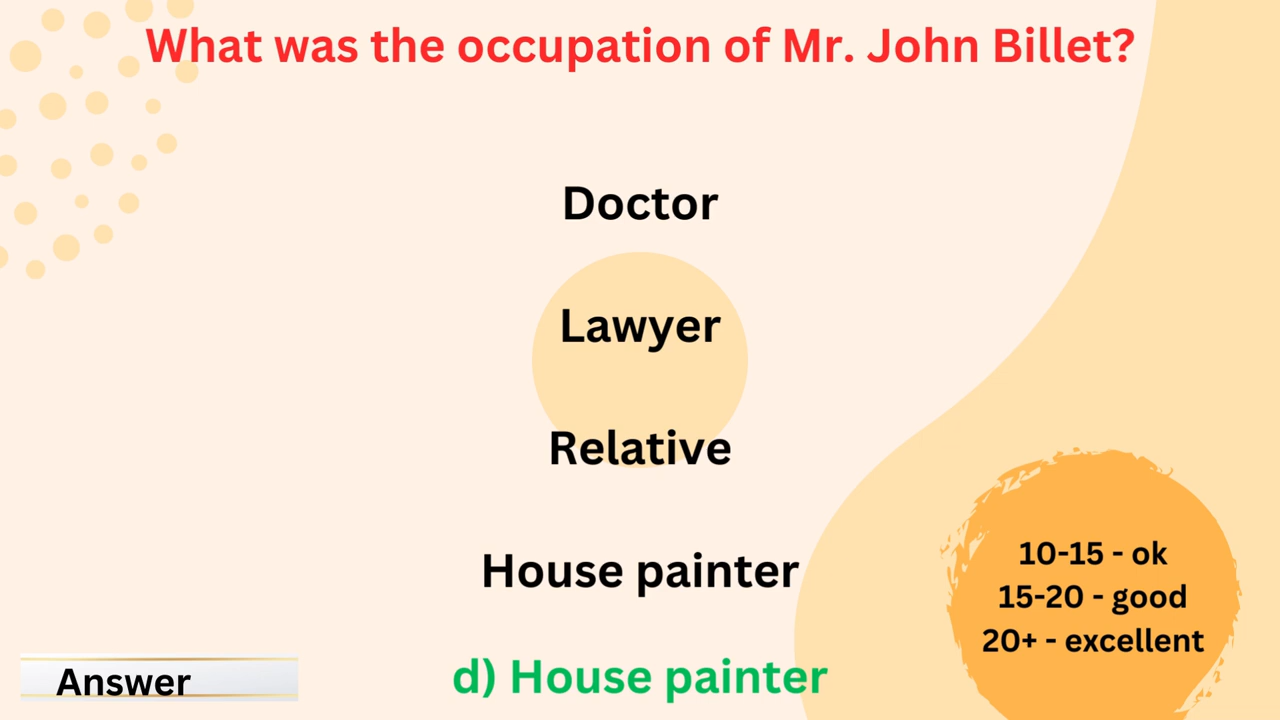 What was the occupation of Mr. John Billet?
Doctor
Lawyer
Relative
House painter
10-15 - ok
15-20 - good
20+ - excellent
Answer
d) House painter